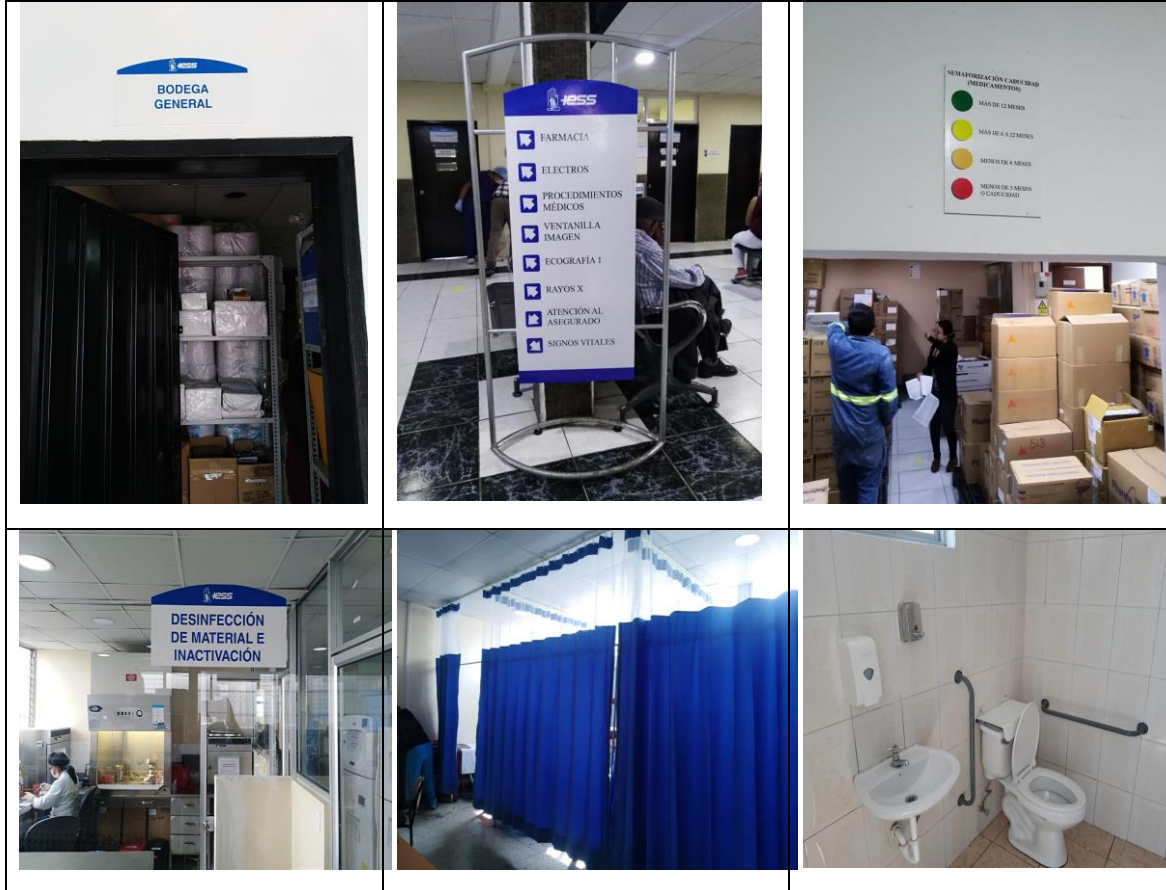 iess
BODEGA
GENERAL
iess
FARMACIA
ELECTROS
PROCEDIMIENTOS
MÉDICOS
VENTANILLA
IMAGEN
ECOGRAFÍA 1
RAYOS X
ATENCIÓN AL
ASEGURADO
SIGNOS VITALES
SEMAFORIZACIÓN CADUCIDAD
(MEDICAMENTOS)
MÁS DE 12 MESES
MÁS DE 6 A 12 MESES
MENOS DE 6 MESES
MENOS DE 3 MESES
O CADUCIDAD
518
iess
DESINFECCIÓN
DE MATERIAL E
INACTIVACIÓN